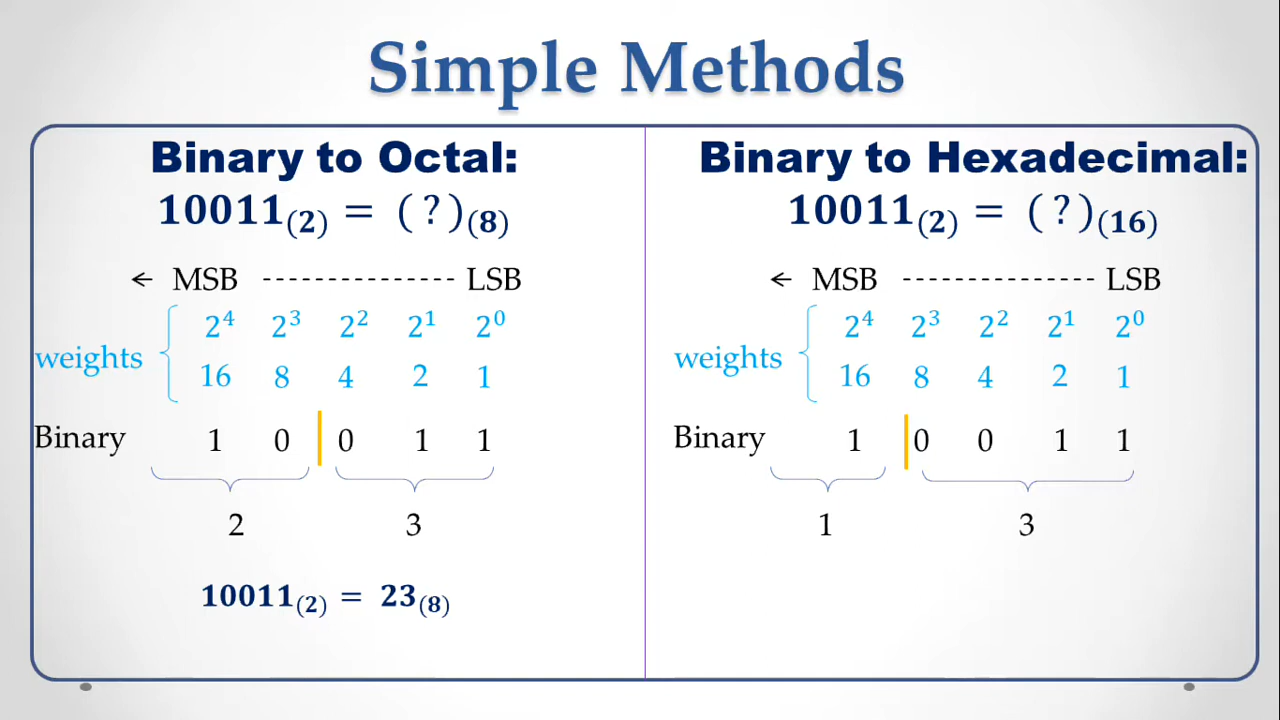 Simple Methods
Binary to Octal:
10011₍₂₎ = (?)₍₈₎
← MSB --------------- LSB
2⁴ 2³ 2² 2¹ 2⁰
weights
16 8 4 2 1
Binary 1 0 0 1 1
2 3
10011₍₂₎ = 23₍₈₎
Binary to Hexadecimal:
10011₍₂₎ = (?)₍₁₆₎
← MSB --------------- LSB
2⁴ 2³ 2² 2¹ 2⁰
weights
16 8 4 2 1
Binary 1 0 0 1 1
1 3